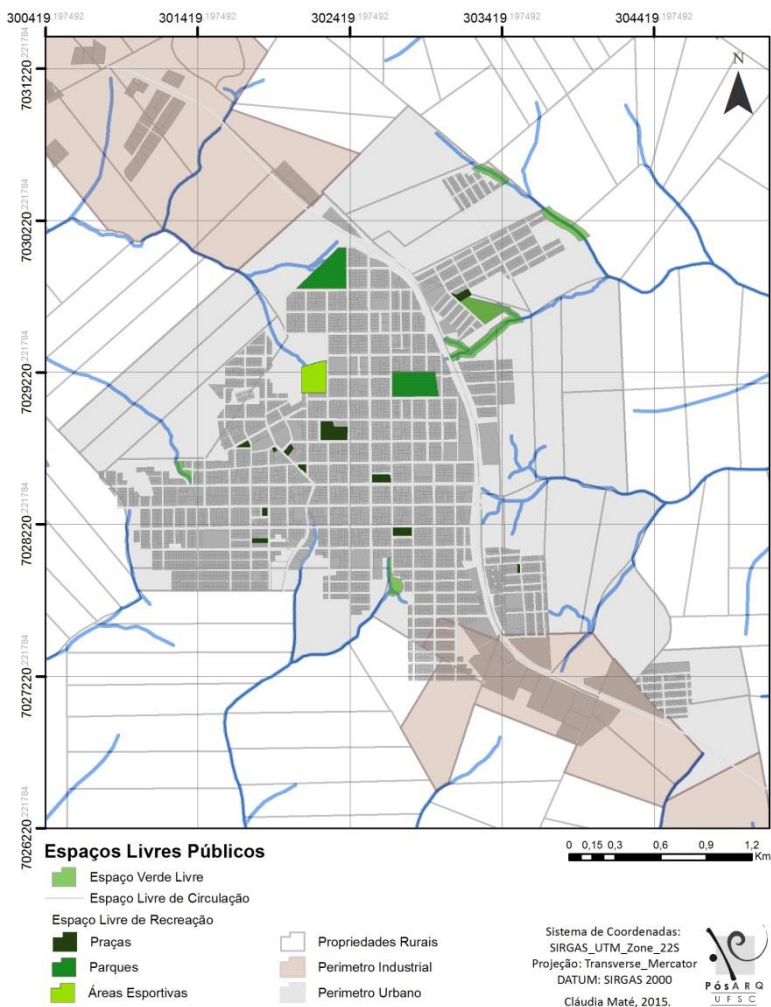 300419,197492 301419,197492 302419,197492 303419,197492 304419,197492
7031220,221784
7030220,221784
7029220,221784
7028220,221784
7027220,221784
7026220,221784
N
Espaços Livres Públicos
Espaço Verde Livre
Espaço Livre de Circulação
Espaço Livre de Recreação
Praças
Parques
Áreas Esportivas
Propriedades Rurais
Perimetro Industrial
Perimetro Urbano
0 0,15 0,3 0,6 0,9 1,2
Km
Sistema de Coordenadas:
SIRGAS_UTM_Zone_22S
Projeção: Transverse_Mercator
DATUM: SIRGAS 2000
Cláudia Maté, 2015.
PósARQ
UFSC